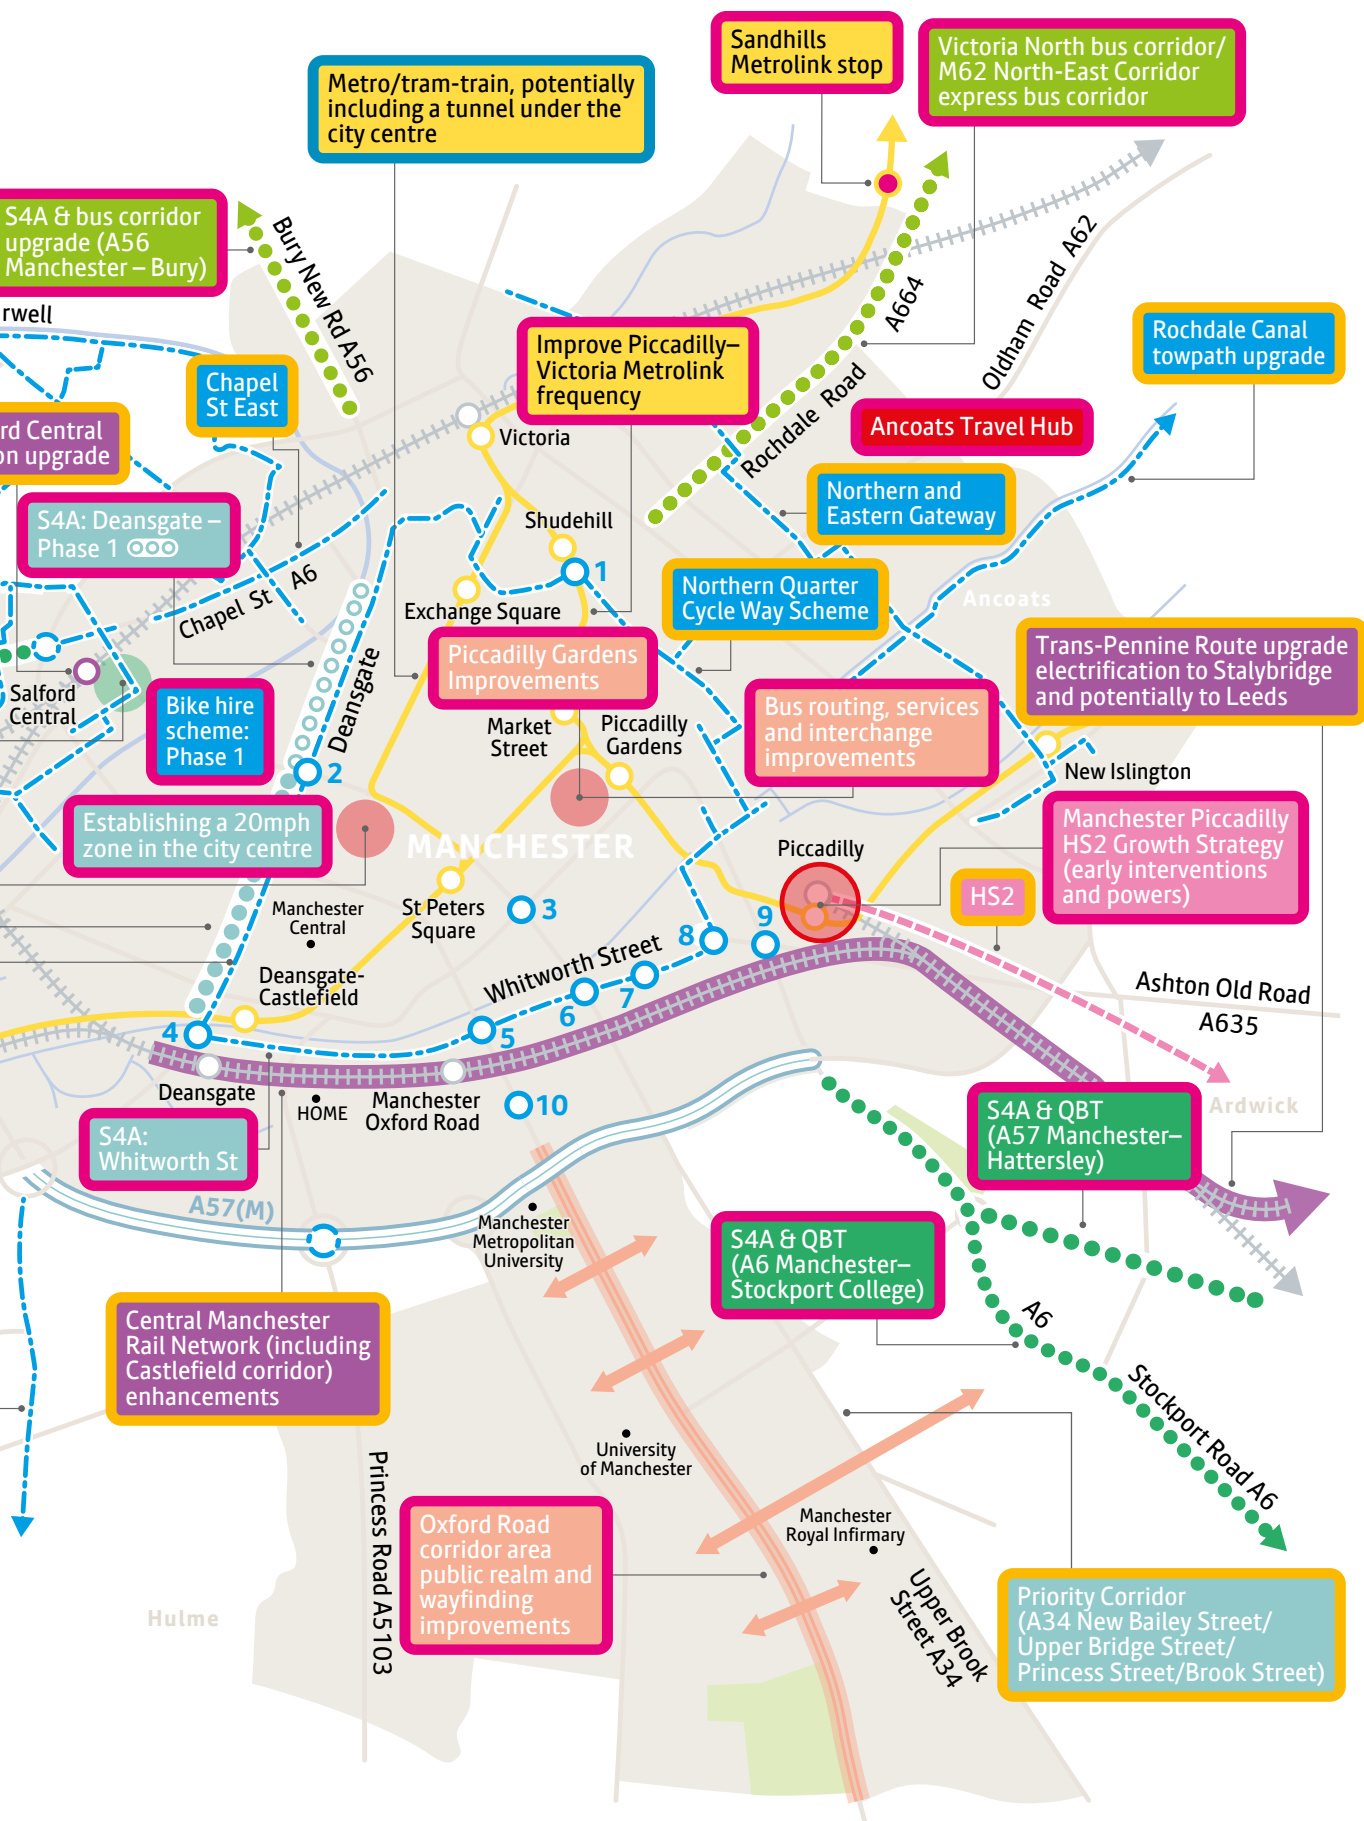 Sandhills
Metrolink stop
Victoria North bus corridor/
M62 North-East Corridor
express bus corridor
Metro/tram-train, potentially
including a tunnel under the
city centre
S4A & bus corridor
upgrade (A56
Manchester – Bury)
Bury New Rd A56
rwell
A664
Oldham Road A62
Rochdale Canal
towpath upgrade
Improve Piccadilly–
Victoria Metrolink
frequency
Chapel
St East
rd Central
on upgrade
Rochdale Road
Ancoats Travel Hub
Victoria
Northern and
Eastern Gateway
S4A: Deansgate –
Phase 1
Shudehill
1
Northern Quarter
Cycle Way Scheme
Ancoats
Chapel St A6
Exchange Square
Piccadilly Gardens
Improvements
Trans-Pennine Route upgrade
electrification to Stalybridge
and potentially to Leeds
Salford
Central
Bike hire
scheme:
Phase 1
Deansgate
2
Market
Street
Piccadilly
Gardens
Bus routing, services
and interchange
improvements
New Islington
Establishing a 20mph
zone in the city centre
MANCHESTER
Piccadilly
Manchester Piccadilly
HS2 Growth Strategy
(early interventions
and powers)
HS2
Manchester
Central
St Peters
Square
3
8
9
Deansgate-
Castlefield
Whitworth Street
4
5
6
7
Ashton Old Road
A635
Deansgate
HOME
Manchester
Oxford Road
10
Ardwick
S4A:
Whitworth St
S4A & QBT
(A57 Manchester–
Hattersley)
A57(M)
Manchester
Metropolitan
University
S4A & QBT
(A6 Manchester–
Stockport College)
A6
Central Manchester
Rail Network (including
Castlefield corridor)
enhancements
Stockport Road A6
University
of Manchester
Princess Road A5103
Oxford Road
corridor area
public realm and
wayfinding
improvements
Manchester
Royal Infirmary
Hulme
Upper Brook
Street A34
Priority Corridor
(A34 New Bailey Street/
Upper Bridge Street/
Princess Street/Brook Street)